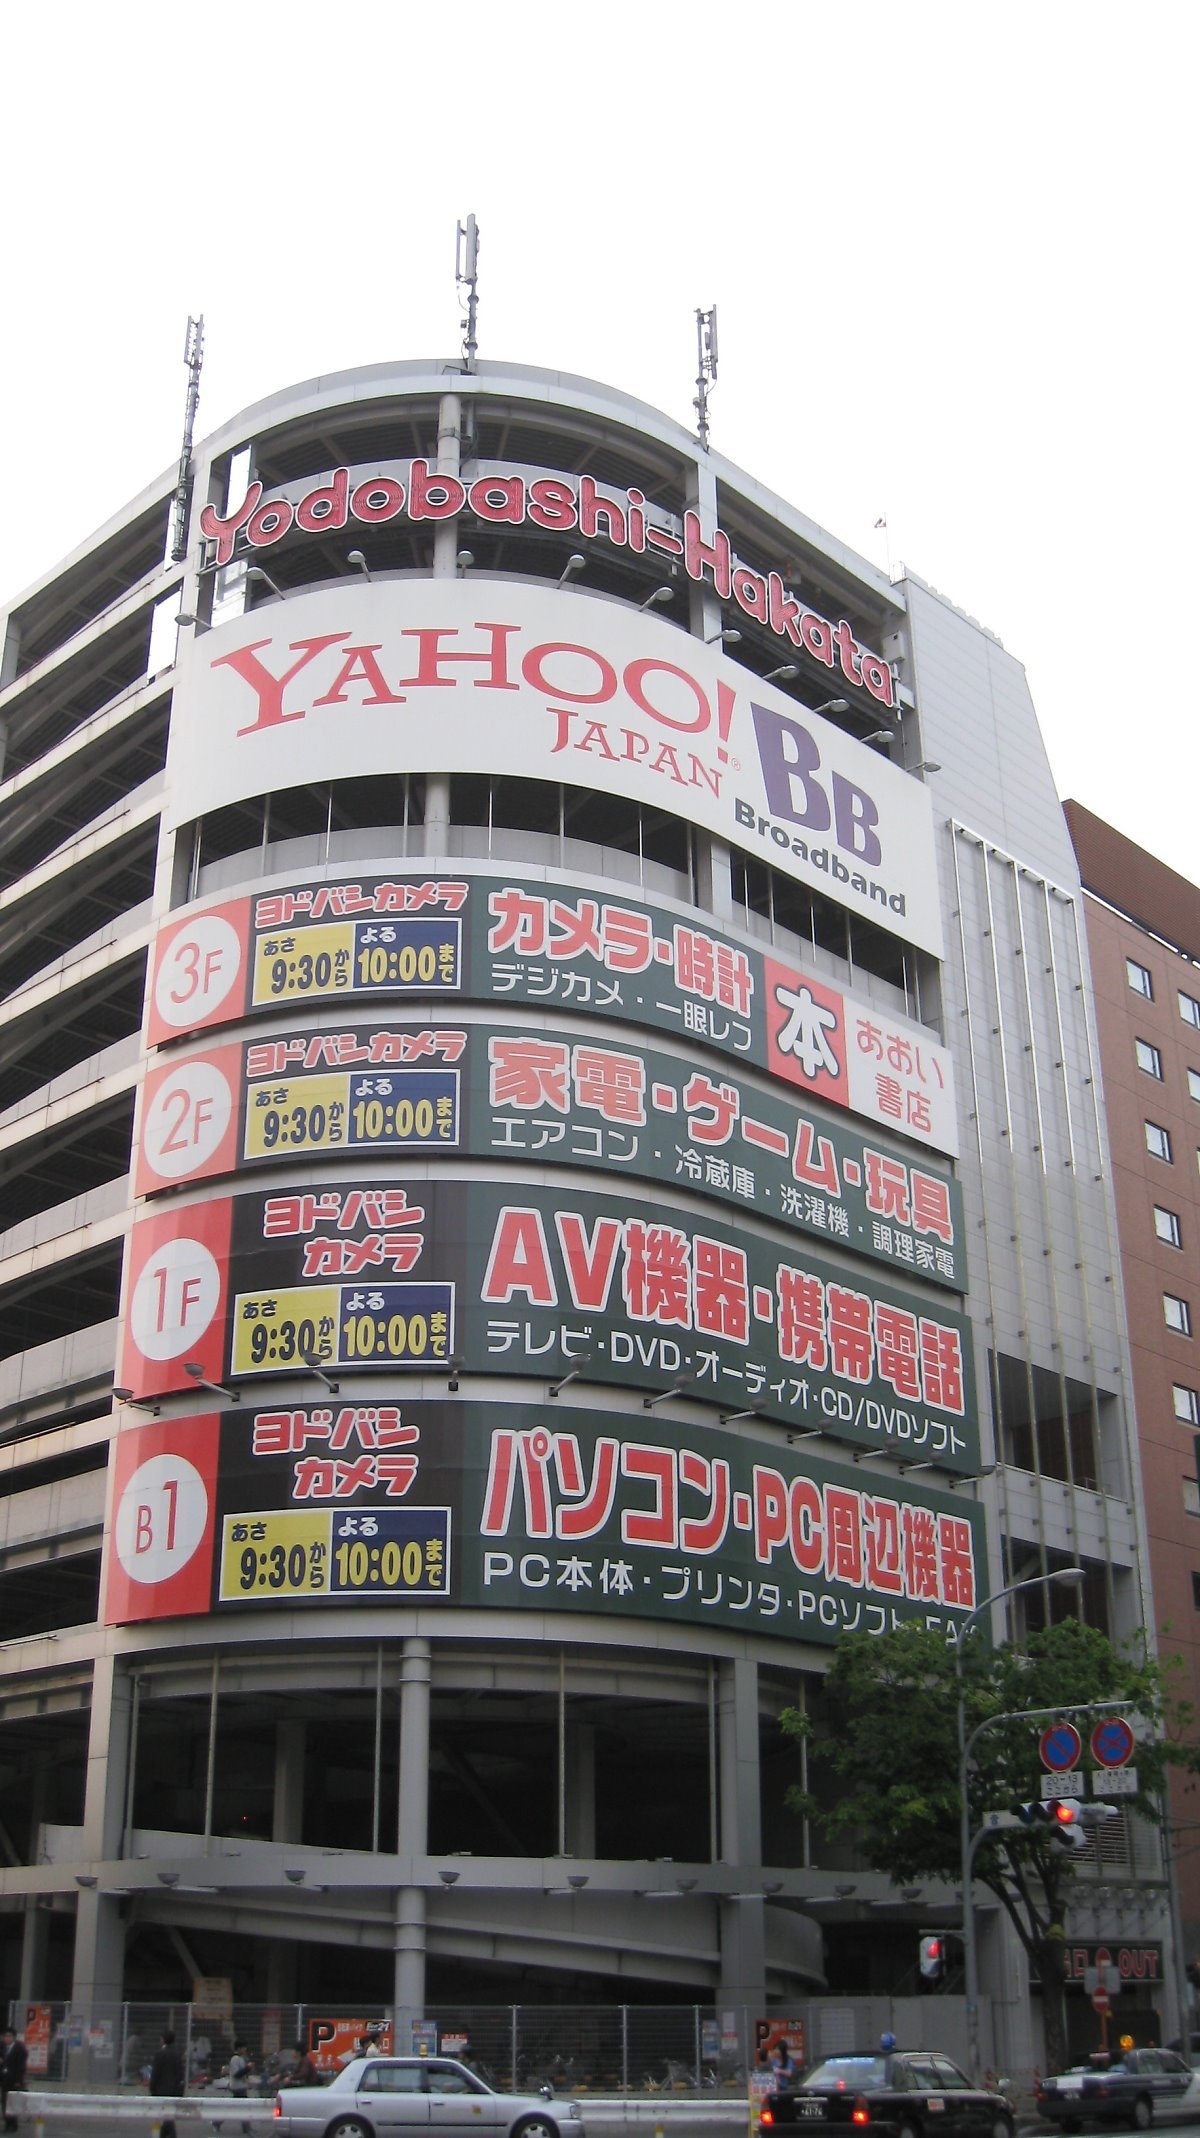 Yodobashi-Hakata
YAHOO!®
JAPAN
BB
Broadband
3F
ヨドバシカメラ
あさ
9:30から
よる
10:00まで
カメラ・時計
デジカメ・一眼レフ
本
あおい
書店
2F
ヨドバシカメラ
あさ
9:30から
よる
10:00まで
家電・ゲーム・玩具
エアコン・冷蔵庫・洗濯機・調理家電
1F
ヨドバシ
カメラ
あさ
9:30から
よる
10:00まで
AV機器・携帯電話
テレビ・DVD・オーディオ・CD/DVDソフト
B1
ヨドバシ
カメラ
あさ
9:30から
よる
10:00まで
パソコン・PC周辺機器
PC本体・プリンタ・PCソフト・FAX
20-13
ここから
OUT
P